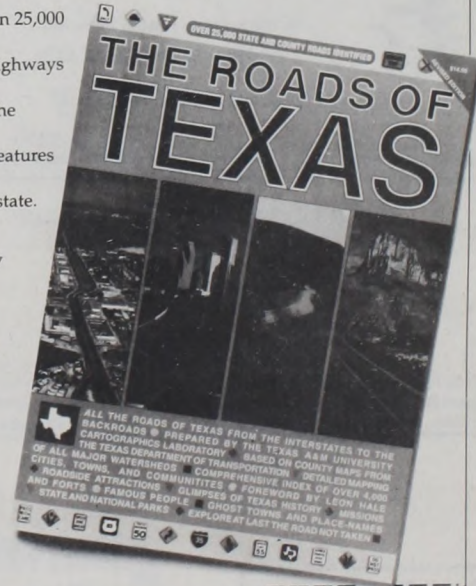 n 25,000
ghways
he
eatures
state.
OVER 25,000 STATE AND COUNTY ROADS IDENTIFIED
$14.95
THE ROADS OF
TEXAS
ALL THE ROADS OF TEXAS FROM THE INTERSTATES TO THE
BACKROADS PREPARED BY THE TEXAS A&M UNIVERSITY
CARTOGRAPHICS LABORATORY BASED ON COUNTY MAPS FROM
THE TEXAS DEPARTMENT OF TRANSPORTATION DETAILED MAPPING
OF ALL MAJOR WATERSHEDS COMPREHENSIVE INDEX OF OVER 4,000
CITIES, TOWNS, AND COMMUNITITES FOREWORD BY LEON HALE
ROADSIDE ATTRACTIONS GLIMPSES OF TEXAS HISTORY MISSIONS
AND FORTS FAMOUS PEOPLE GHOST TOWNS AND PLACE-NAMES
STATE AND NATIONAL PARKS EXPLORE AT LAST THE ROAD NOT TAKEN
50